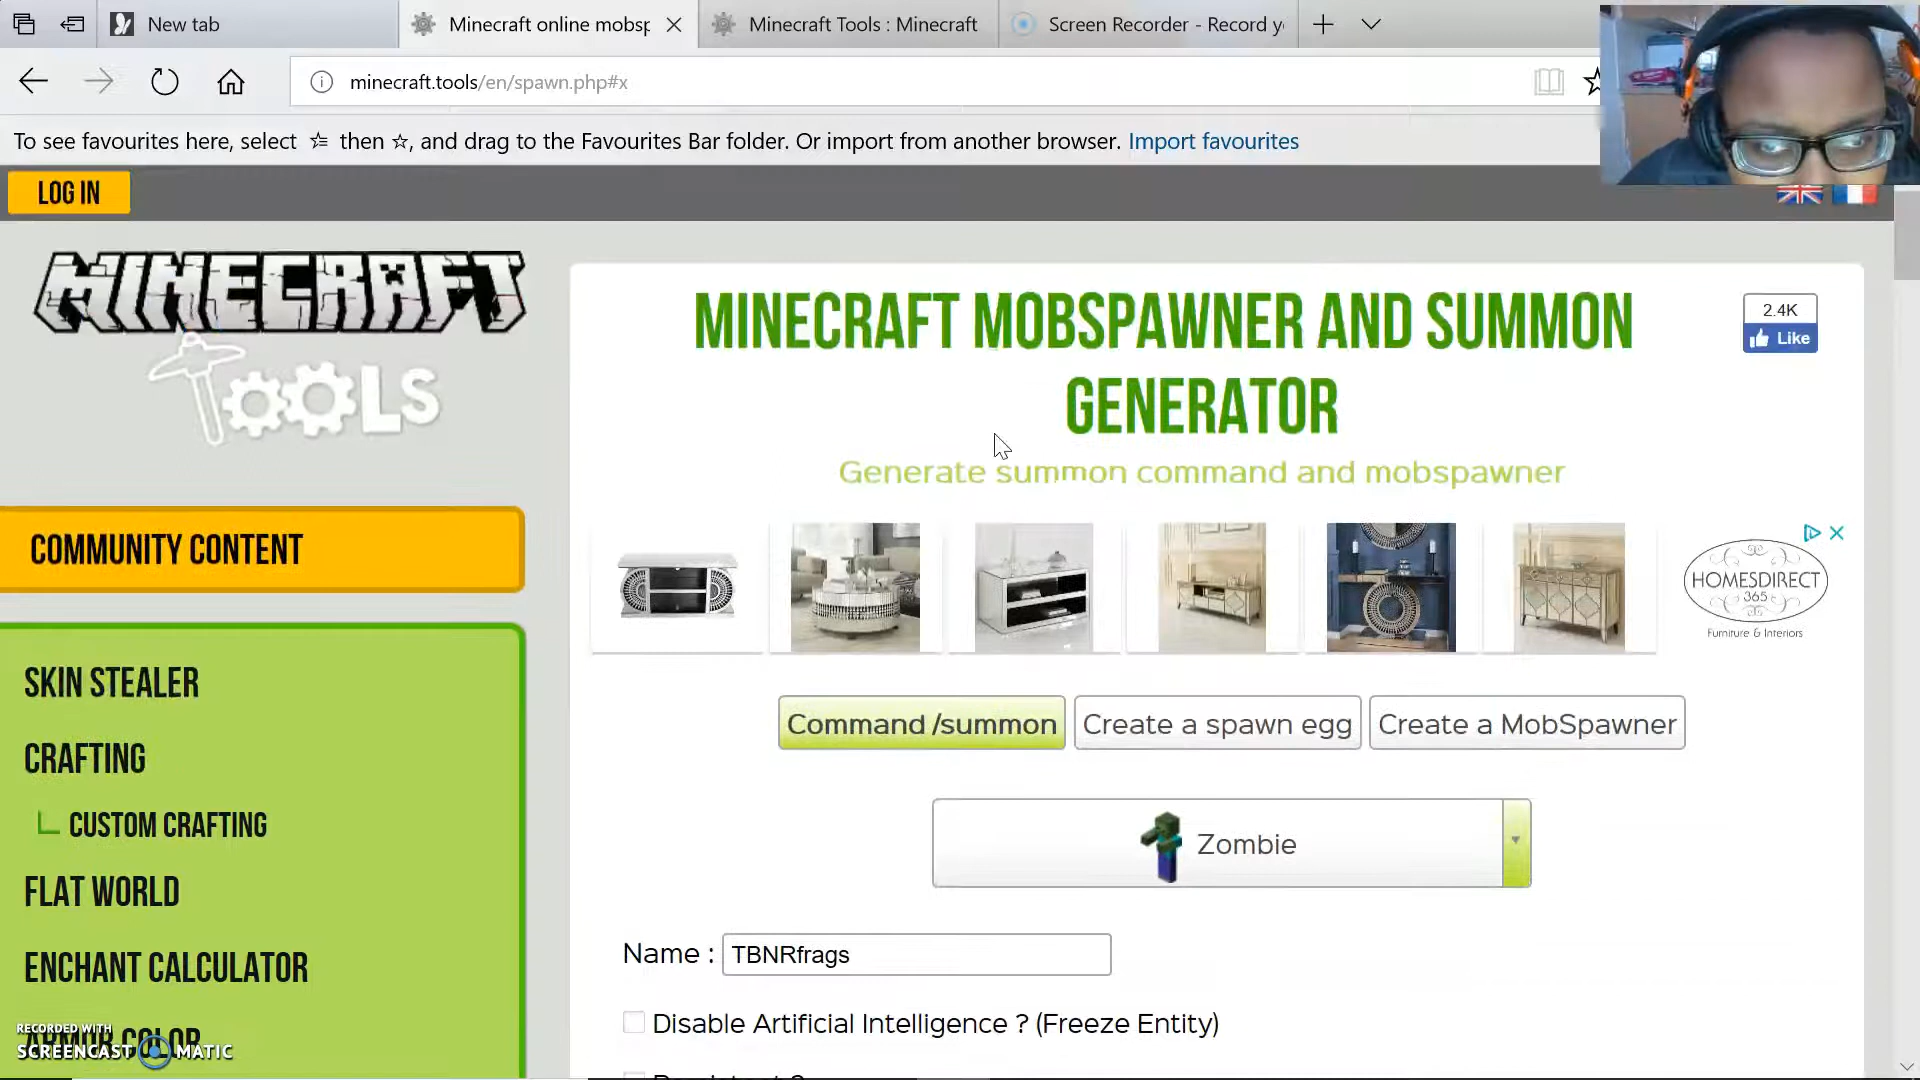 New tab
Minecraft online mobsp
Minecraft Tools : Minecraft
Screen Recorder - Record y
minecraft.tools/en/spawn.php#x
To see favourites here, select then , and drag to the Favourites Bar folder. Or import from another browser. Import favourites
LOG IN
MINECRAFT
TOOLS
MINECRAFT MOBSPAWNER AND SUMMON
GENERATOR
2.4K
Like
Generate summon command and mobspawner
COMMUNITY CONTENT
HOMESDIRECT
365
Furniture & Interiors
SKIN STEALER
CRAFTING
CUSTOM CRAFTING
FLAT WORLD
ENCHANT CALCULATOR
ARMOR COLOR
Command /summon
Create a spawn egg
Create a MobSpawner
Zombie
Name : TBNRfrags
Disable Artificial Intelligence ? (Freeze Entity)
Persistent ?
RECORDED WITH
SCREENCAST MATIC